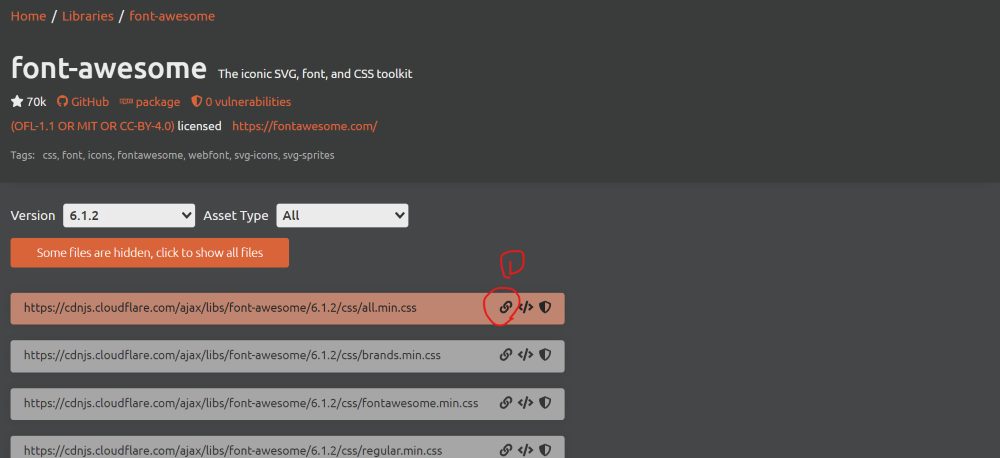 Home / Libraries / font-awesome
font-awesome The iconic SVG, font, and CSS toolkit
70k GitHub package 0 vulnerabilities
(OFL-1.1 OR MIT OR CC-BY-4.0) licensed https://fontawesome.com/
Tags: css, font, icons, fontawesome, webfont, svg-icons, svg-sprites
Version 6.1.2 Asset Type All
Some files are hidden, click to show all files
https://cdnjs.cloudflare.com/ajax/libs/font-awesome/6.1.2/css/all.min.css
https://cdnjs.cloudflare.com/ajax/libs/font-awesome/6.1.2/css/brands.min.css
https://cdnjs.cloudflare.com/ajax/libs/font-awesome/6.1.2/css/fontawesome.min.css
https://cdnjs.cloudflare.com/ajax/libs/font-awesome/6.1.2/css/regular.min.css